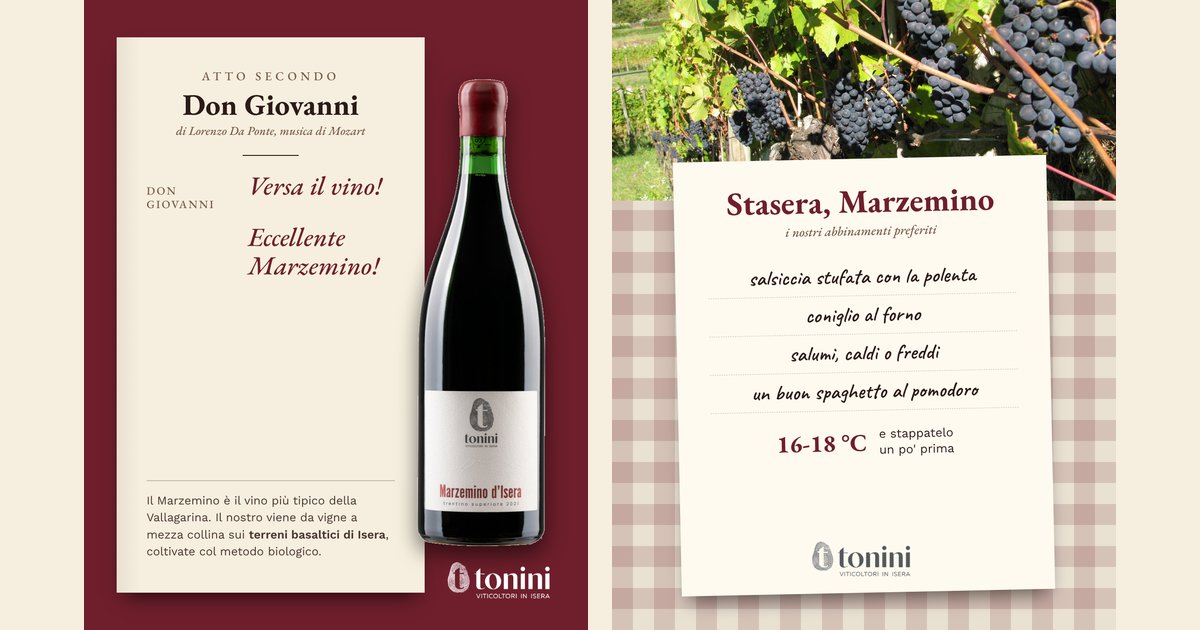 ATTO SECONDO
Don Giovanni
di Lorenzo Da Ponte, musica di Mozart
DON
GIOVANNI
Versa il vino!
Eccellente
Marzemino!
Il Marzemino è il vino più tipico della
Vallagarina. Il nostro viene da vigne a
mezza collina sui terreni basaltici di Isera,
coltivate col metodo biologico.
t
tonini
VITICOLTORI IN ISERA
Marzemino d'Isera
trentino superiore 2021
t tonini
VITICOLTORI IN ISERA
Stasera, Marzemino
i nostri abbinamenti preferiti
salsiccia stufata con la polenta
coniglio al forno
salumi, caldi o freddi
un buon spaghetto al pomodoro
16-18 °C
e stappatelo
un po' prima
t tonini
VITICOLTORI IN ISERA